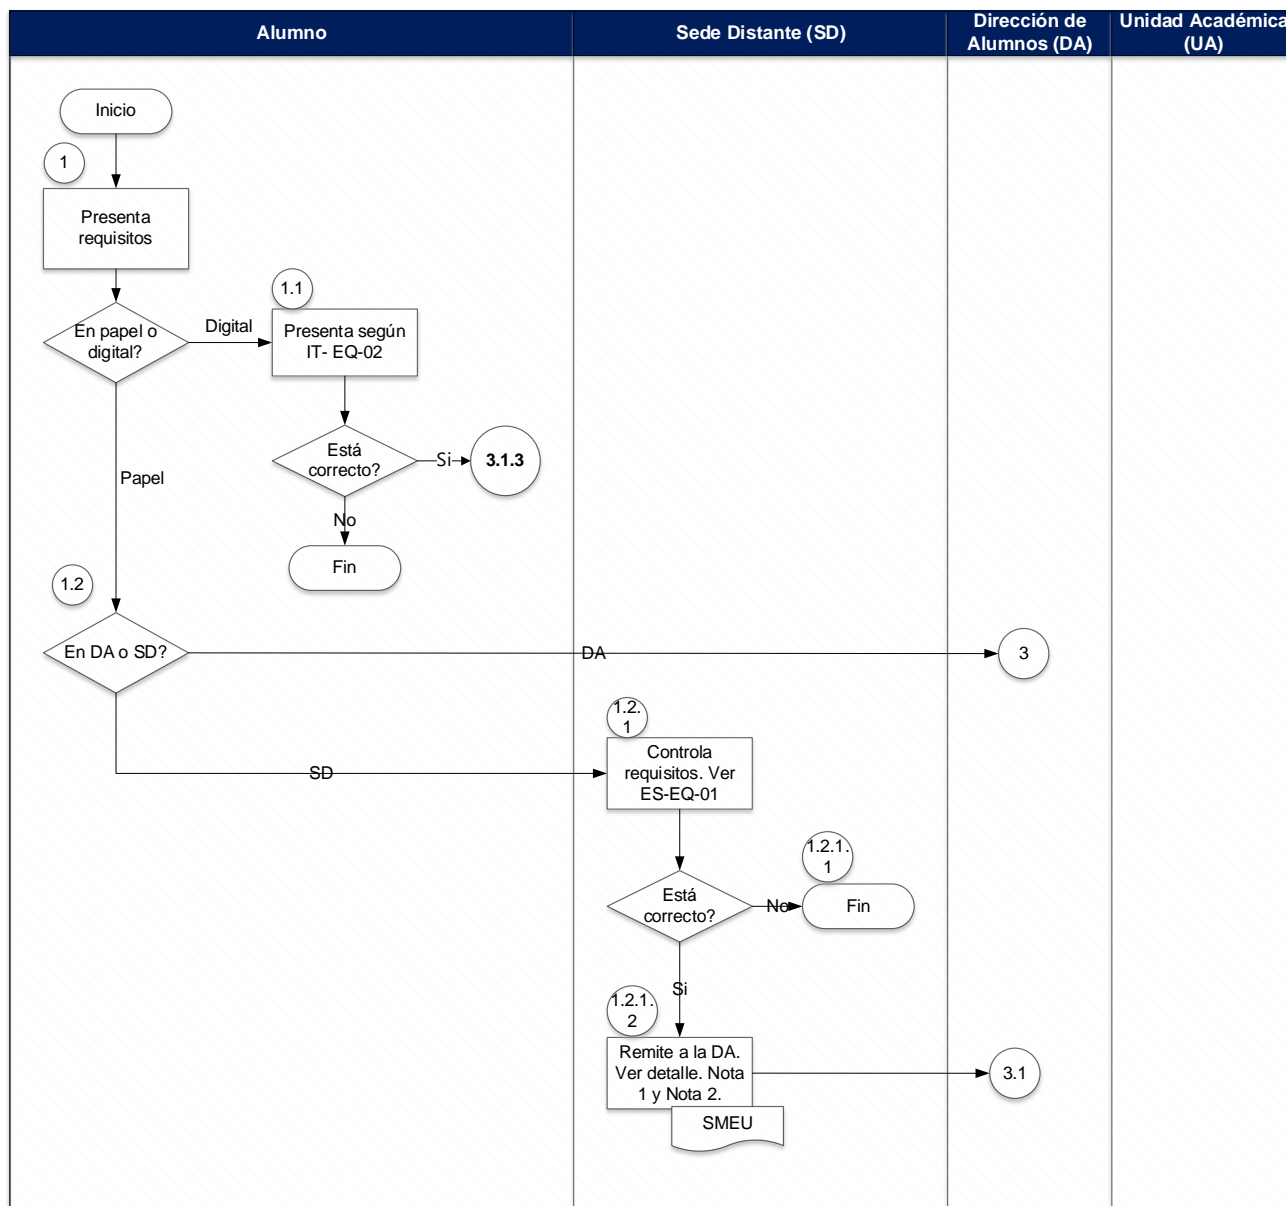 Alumno
Sede Distante (SD)
Dirección de
Alumnos (DA)
Unidad Académica
(UA)
Inicio
1
Presenta
requisitos
1.1
En papel o
digital?
Digital
Presenta según
IT- EQ-02
Está
correcto?
Si
3.1.3
Papel
No
Fin
1.2
En DA o SD?
DA
3
1.2.
1
Controla
requisitos. Ver
ES-EQ-01
SD
1.2.1.
1
Está
correcto?
No
Fin
Si
1.2.1.
2
Remite a la DA.
Ver detalle. Nota
1 y Nota 2.
3.1
SMEU